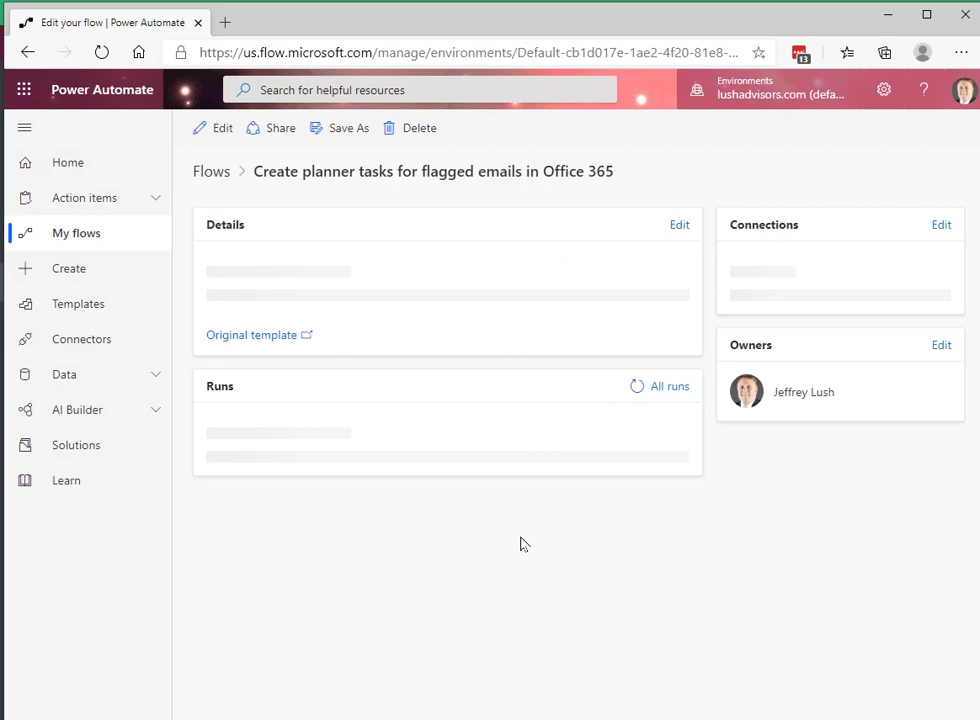 Edit your flow | Power Automate
https://us.flow.microsoft.com/manage/environments/Default-cb1d017e-1ae2-4f20-81e8-...
13
Power Automate
Search for helpful resources
Environments
lushadvisors.com (defa...
?
Edit
Share
Save As
Delete
Home
Action items
My flows
Create
Templates
Connectors
Data
AI Builder
Solutions
Learn
Flows > Create planner tasks for flagged emails in Office 365
Details
Edit
Original template
Runs
All runs
Connections
Edit
Owners
Edit
Jeffrey Lush